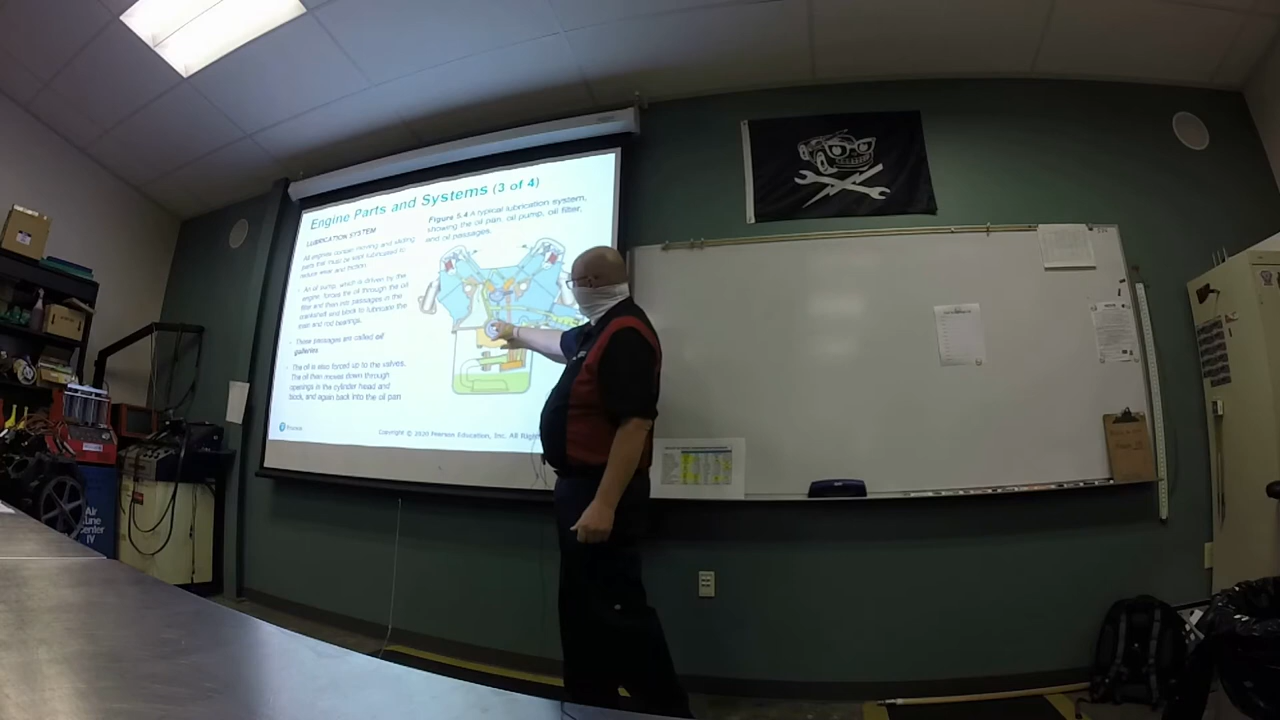 Engine Parts and Systems (3 of 4)
LUBRICATION SYSTEM
All engines contain moving and sliding
parts that must be kept lubricated to
reduce wear and friction.
Figure 5.4 A typical lubrication system,
showing the oil pan, oil pump, oil filter,
and oil passages.
• An oil pump, which is driven by the
engine, forces the oil through the oil
filter and then into passages in the
crankshaft and block to lubricate the
main and rod bearings.
• These passages are called oil
galleries
• The oil is also forced up to the valves.
The oil then moves down through
openings in the cylinder head and
block, and again back into the oil pan
Pearson
Copyright © 2020 Pearson Education, Inc. All Righ
Air
Line
Center
IV